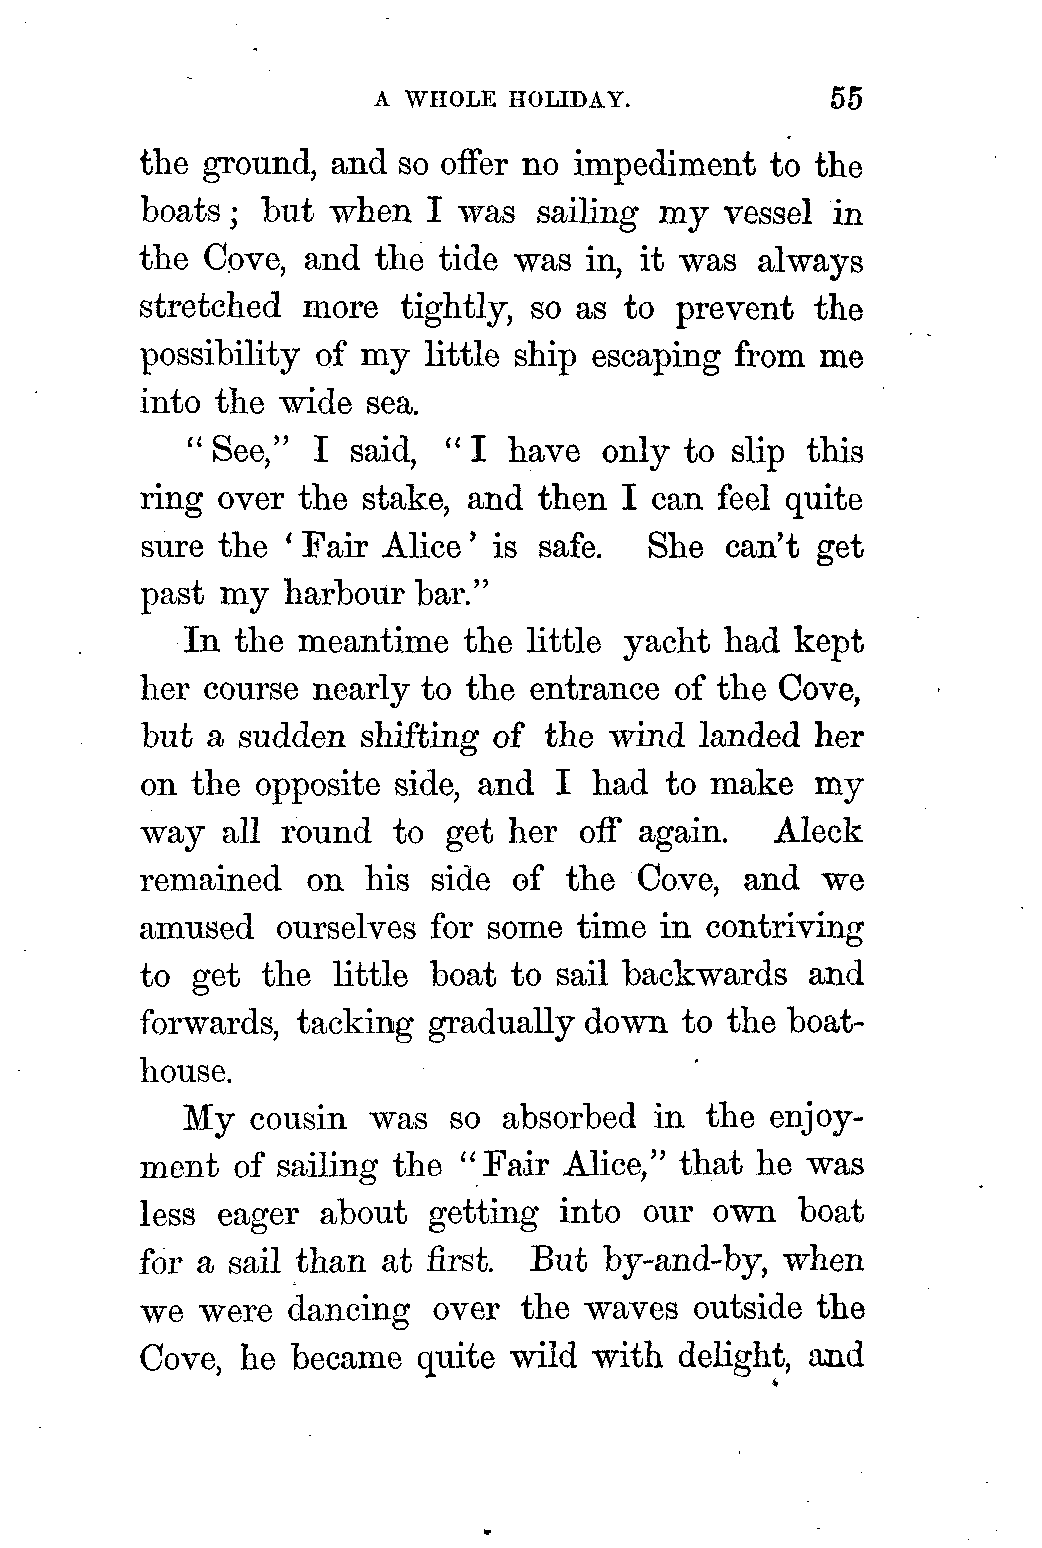 A WHOLE HOLIDAY. 55
the ground, and so offer no impediment to the
boats; but when I was sailing my vessel in
the Cove, and the tide was in, it was always
stretched more tightly, so as to prevent the
possibility of my little ship escaping from me
into the wide sea.
“See,” I said, “I have only to slip this
ring over the stake, and then I can feel quite
sure the ‘Fair Alice’ is safe. She can’t get
past my harbour bar.”
In the meantime the little yacht had kept
her course nearly to the entrance of the Cove,
but a sudden shifting of the wind landed her
on the opposite side, and I had to make my
way all round to get her off again. Aleck
remained on his side of the Cove, and we
amused ourselves for some time in contriving
to get the little boat to sail backwards and
forwards, tacking gradually down to the boat-
house.
My cousin was so absorbed in the enjoy-
ment of sailing the “Fair Alice,” that he was
less eager about getting into our own boat
for a sail than at first. But by-and-by, when
we were dancing over the waves outside the
Cove, he became quite wild with delight, and